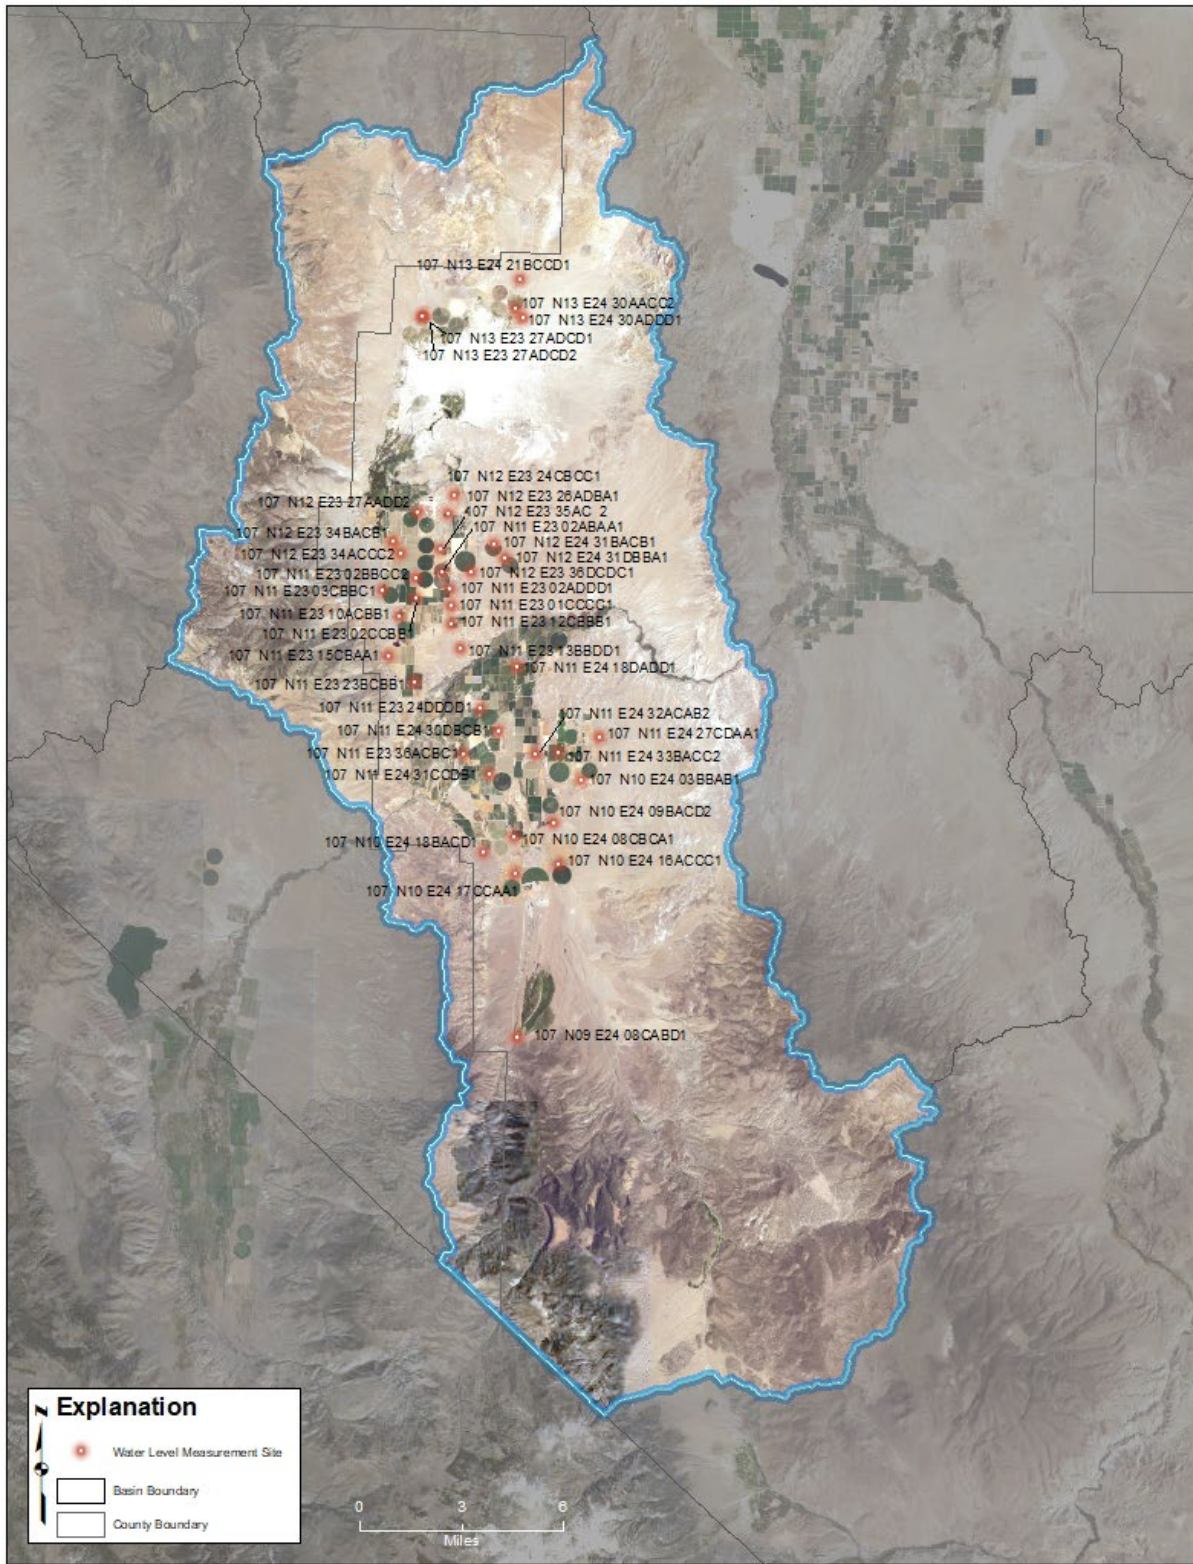 107 N13 E24 21BCCD1
107 N13 E24 30AACC2
107 N13 E24 30ADDD1
107 N13 E23 27ADCD1
107 N13 E23 27ADCD2
107 N12 E23 24CBCC1
107 N12 E23 27AADD2
107 N12 E23 26ADBA1
107 N12 E23 35AC 2
107 N11 E23 02ABAA1
107 N12 E23 34BACB1
107 N12 E24 31BACB1
107 N12 E23 34ACCC2
107 N12 E24 31DBBA1
107 N11 E23 02BBCC2
107 N12 E23 36DCDC1
107 N11 E23 03CBBC1
107 N11 E23 02ADDD1
107 N11 E23 10ACBB1
107 N11 E23 01CCCC1
107 N11 E23 12CBBB1
107 N11 E23 02CCBB1
107 N11 E23 15CBAA1
107 N11 E23 13BBDD1
107 N11 E24 18DADD1
107 N11 E23 23BCBB1
107 N11 E23 24DDDD1
107 N11 E24 32ACAB2
107 N11 E24 30DBCB1
107 N11 E24 27CDAA1
107 N11 E23 36ACBC1
107 N11 E24 33BACC2
107 N11 E24 31CCDB1
107 N10 E24 03BBAB1
107 N10 E24 09BACD2
107 N10 E24 18BACD1
107 N10 E24 08CBCA1
107 N10 E24 16ACCC1
107 N10 E24 17CCAA1
107 N09 E24 08CABD1
Explanation
N
Water Level Measurement Site
Basin Boundary
County Boundary
0 3 6
Miles